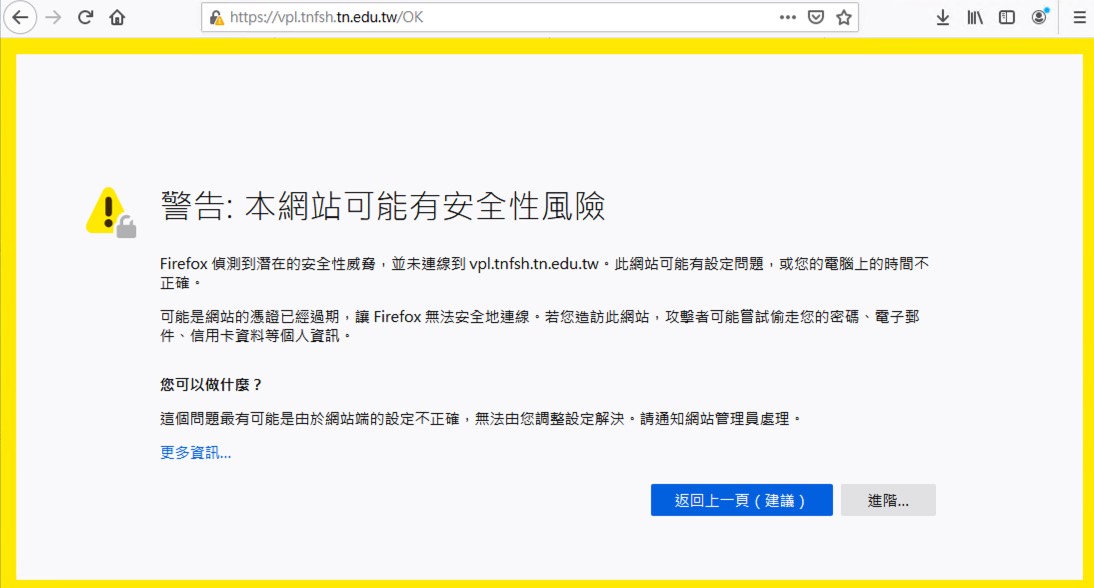 https://vpl.tnfsh.tn.edu.tw/OK
警告: 本網站可能有安全性風險
Firefox 偵測到潛在的安全性威脅，並未連線到 vpl.tnfsh.tn.edu.tw。此網站可能有設定問題，或您的電腦上的時間不
正確。
可能是網站的憑證已經過期，讓 Firefox 無法安全地連線。若您造訪此網站，攻擊者可能嘗試偷走您的密碼、電子郵
件、信用卡資料等個人資訊。
您可以做什麼？
這個問題最有可能是由於網站端的設定不正確，無法由您調整設定解決。請通知網站管理員處理。
更多資訊...
返回上一頁（建議）
進階...